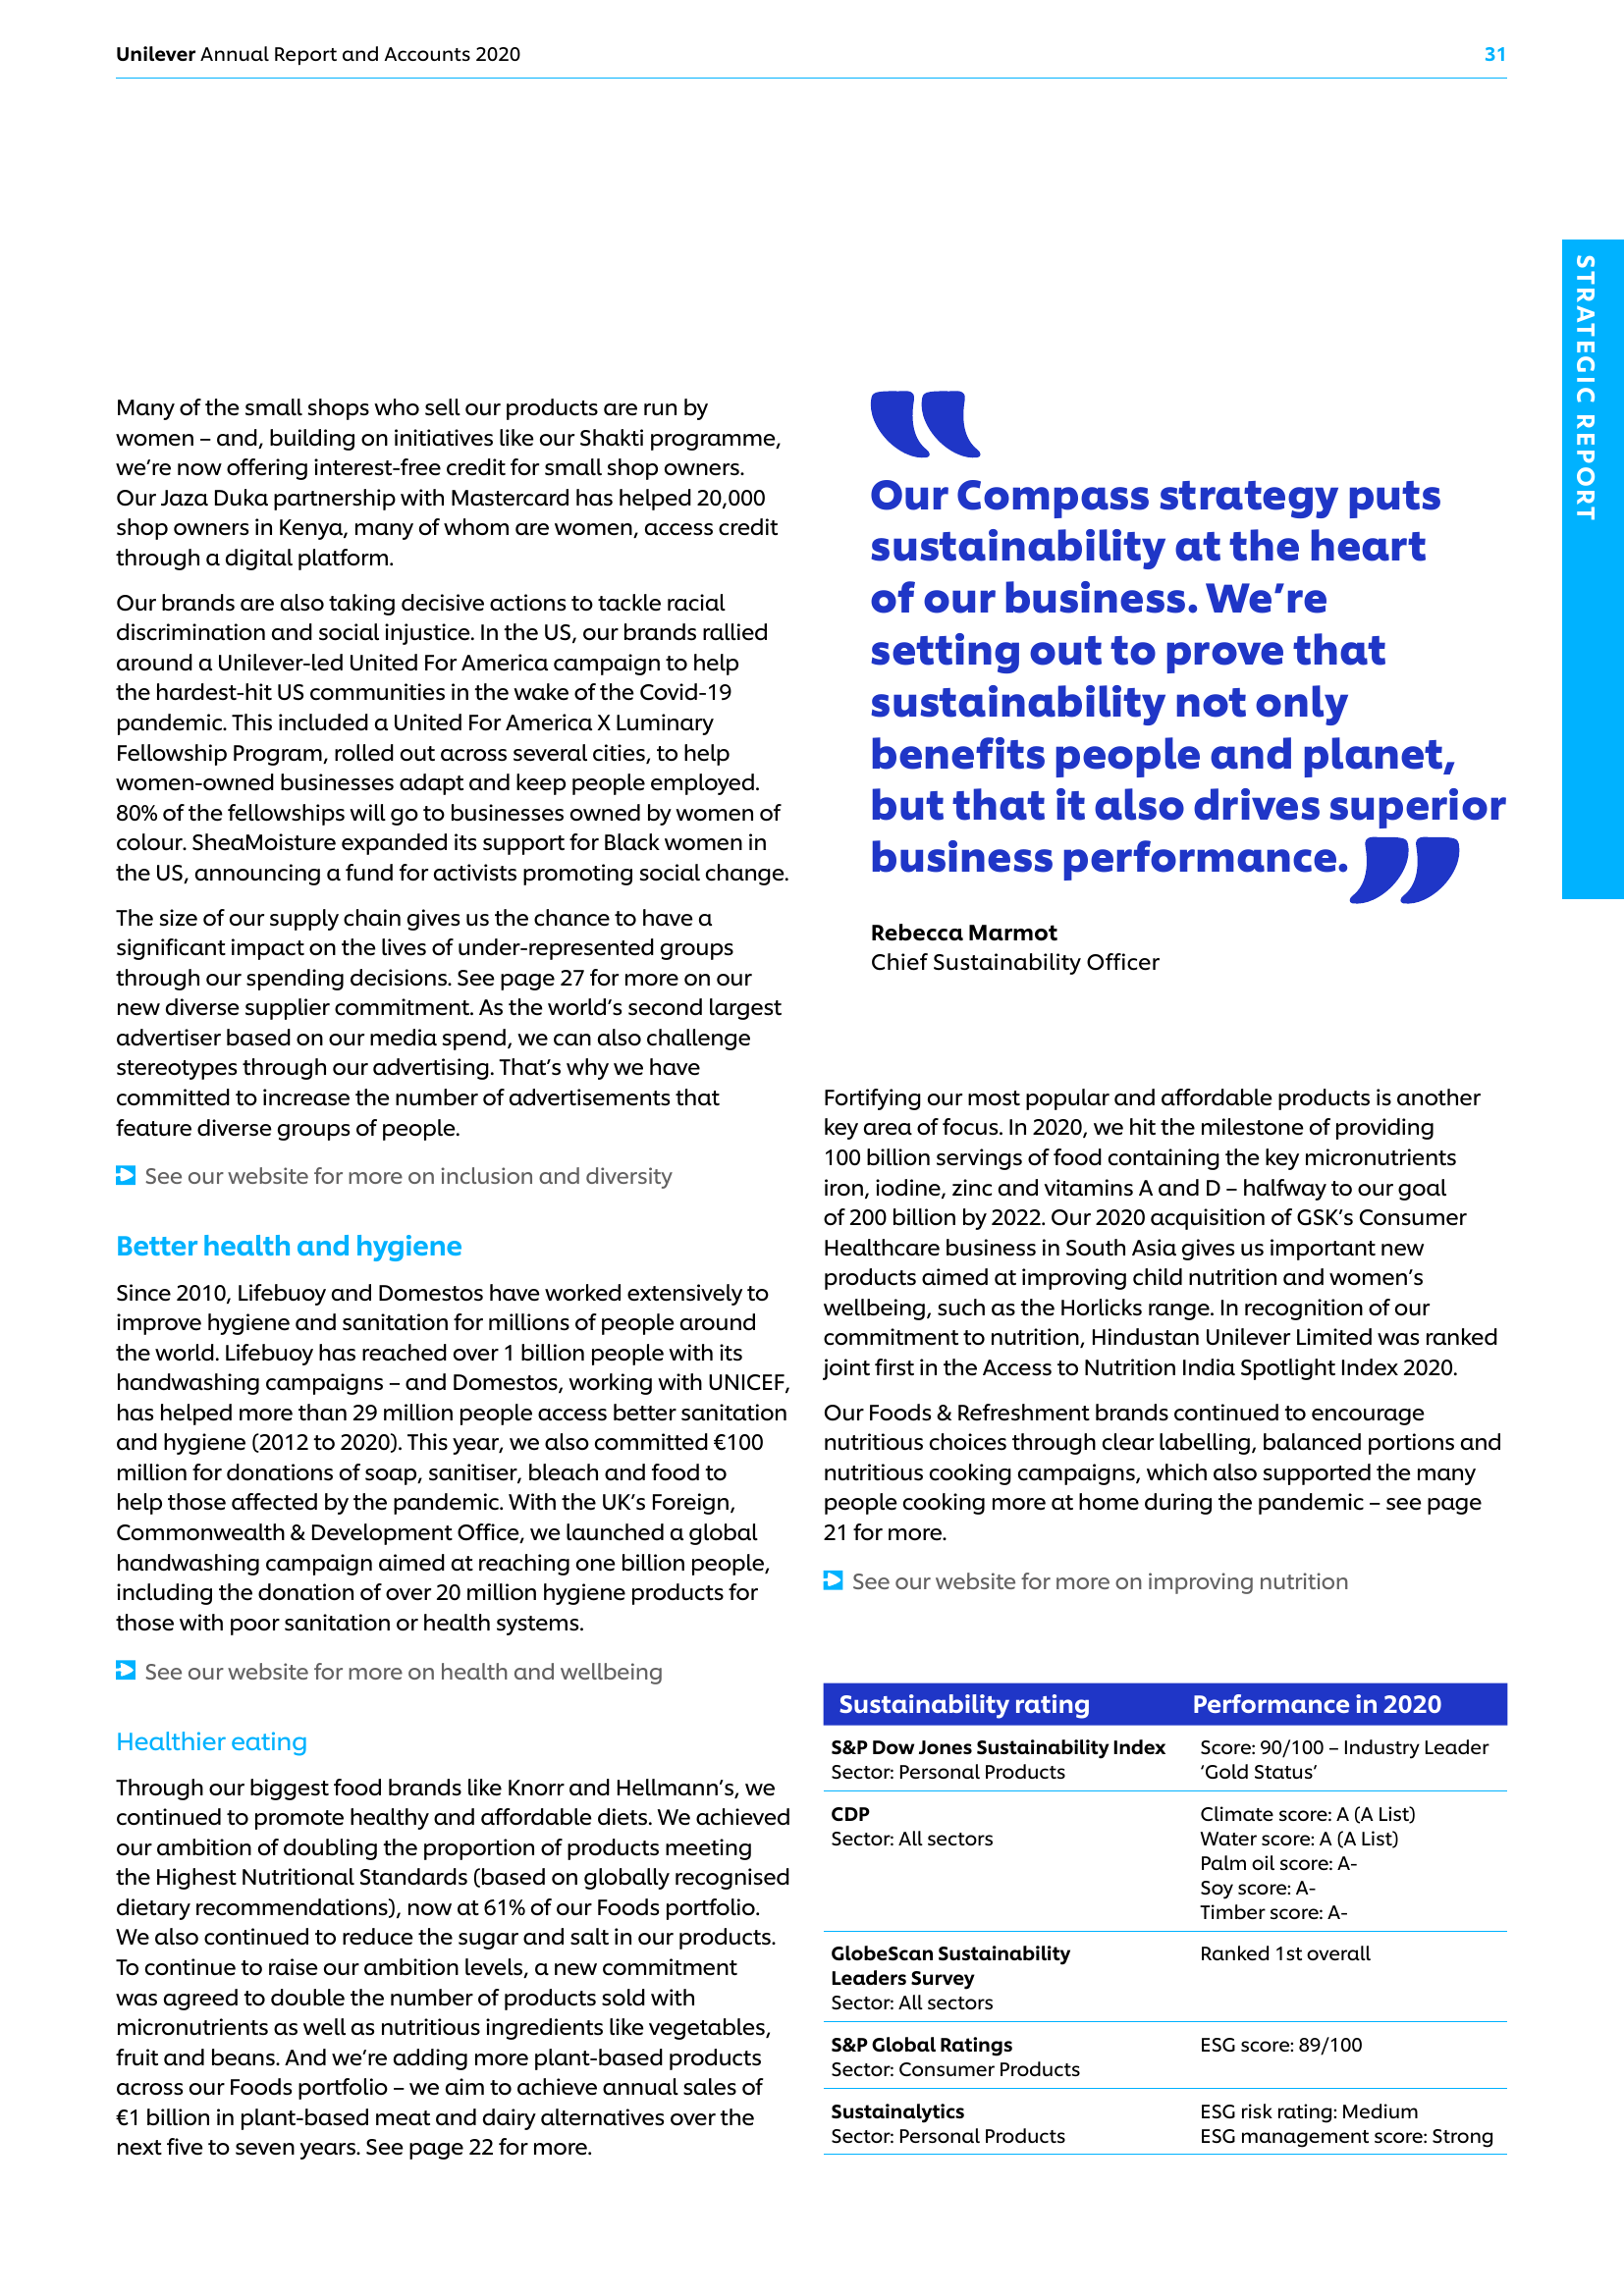 Unilever Annual Report and Accounts 2020
31
STRATEGIC REPORT
Many of the small shops who sell our products are run by
women – and, building on initiatives like our Shakti programme,
we're now offering interest-free credit for small shop owners.
Our Jaza Duka partnership with Mastercard has helped 20,000
shop owners in Kenya, many of whom are women, access credit
through a digital platform.
Our brands are also taking decisive actions to tackle racial
discrimination and social injustice. In the US, our brands rallied
around a Unilever-led United For America campaign to help
the hardest-hit US communities in the wake of the Covid-19
pandemic. This included a United For America X Luminary
Fellowship Program, rolled out across several cities, to help
women-owned businesses adapt and keep people employed.
80% of the fellowships will go to businesses owned by women of
colour. SheaMoisture expanded its support for Black women in
the US, announcing a fund for activists promoting social change.
The size of our supply chain gives us the chance to have a
significant impact on the lives of under-represented groups
through our spending decisions. See page 27 for more on our
new diverse supplier commitment. As the world's second largest
advertiser based on our media spend, we can also challenge
stereotypes through our advertising. That's why we have
committed to increase the number of advertisements that
feature diverse groups of people.
See our website for more on inclusion and diversity
Better health and hygiene
Since 2010, Lifebuoy and Domestos have worked extensively to
improve hygiene and sanitation for millions of people around
the world. Lifebuoy has reached over 1 billion people with its
handwashing campaigns – and Domestos, working with UNICEF,
has helped more than 29 million people access better sanitation
and hygiene (2012 to 2020). This year, we also committed €100
million for donations of soap, sanitiser, bleach and food to
help those affected by the pandemic. With the UK's Foreign,
Commonwealth & Development Office, we launched a global
handwashing campaign aimed at reaching one billion people,
including the donation of over 20 million hygiene products for
those with poor sanitation or health systems.
See our website for more on health and wellbeing
Healthier eating
Through our biggest food brands like Knorr and Hellmann's, we
continued to promote healthy and affordable diets. We achieved
our ambition of doubling the proportion of products meeting
the Highest Nutritional Standards (based on globally recognised
dietary recommendations), now at 61% of our Foods portfolio.
We also continued to reduce the sugar and salt in our products.
To continue to raise our ambition levels, a new commitment
was agreed to double the number of products sold with
micronutrients as well as nutritious ingredients like vegetables,
fruit and beans. And we're adding more plant-based products
across our Foods portfolio – we aim to achieve annual sales of
€1 billion in plant-based meat and dairy alternatives over the
next five to seven years. See page 22 for more.
“
Our Compass strategy puts
sustainability at the heart
of our business. We're
setting out to prove that
sustainability not only
benefits people and planet,
but that it also drives superior
business performance.”
Rebecca Marmot
Chief Sustainability Officer
Fortifying our most popular and affordable products is another
key area of focus. In 2020, we hit the milestone of providing
100 billion servings of food containing the key micronutrients
iron, iodine, zinc and vitamins A and D – halfway to our goal
of 200 billion by 2022. Our 2020 acquisition of GSK's Consumer
Healthcare business in South Asia gives us important new
products aimed at improving child nutrition and women's
wellbeing, such as the Horlicks range. In recognition of our
commitment to nutrition, Hindustan Unilever Limited was ranked
joint first in the Access to Nutrition India Spotlight Index 2020.
Our Foods & Refreshment brands continued to encourage
nutritious choices through clear labelling, balanced portions and
nutritious cooking campaigns, which also supported the many
people cooking more at home during the pandemic – see page
21 for more.
See our website for more on improving nutrition
Sustainability rating Performance in 2020
S&P Dow Jones Sustainability Index Score: 90/100 – Industry Leader
Sector: Personal Products ‘Gold Status’
CDP Climate score: A (A List)
Sector: All sectors Water score: A (A List)
Palm oil score: A-
Soy score: A-
Timber score: A-
GlobeScan Sustainability Ranked 1st overall
Leaders Survey
Sector: All sectors
S&P Global Ratings ESG score: 89/100
Sector: Consumer Products
Sustainalytics ESG risk rating: Medium
Sector: Personal Products ESG management score: Strong